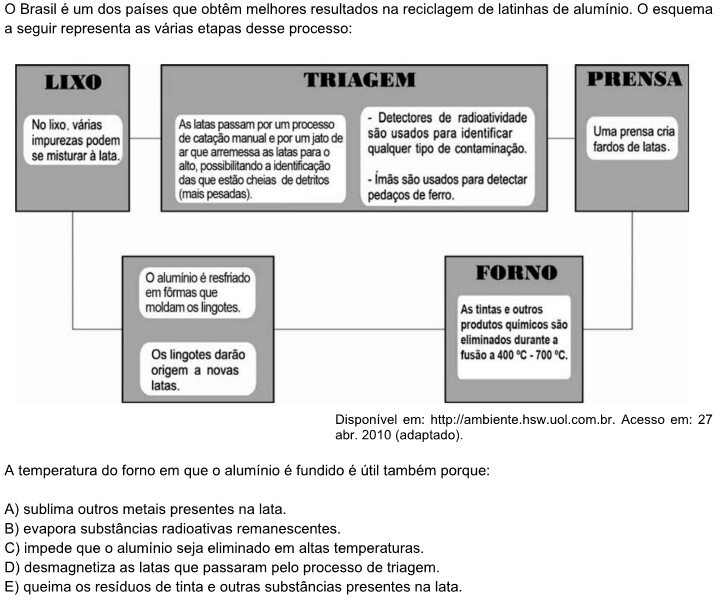 O Brasil é um dos países que obtêm melhores resultados na reciclagem de latinhas de alumínio. O esquema
a seguir representa as várias etapas desse processo:
LIXO
No lixo, várias
impurezas podem
se misturar à lata.
TRIAGEM
As latas passam por um processo
de catação manual e por um jato de
ar que arremessa as latas para o
alto, possibilitando a identificação
das que estão cheias de detritos
(mais pesadas).
- Detectores de radioatividade
são usados para identificar
qualquer tipo de contaminação.
- Ímãs são usados para detectar
pedaços de ferro.
PRENSA
Uma prensa cria
fardos de latas.
O alumínio é resfriado
em fôrmas que
moldam os lingotes.
Os lingotes darão
origem a novas
latas.
FORNO
As tintas e outros
produtos químicos são
eliminados durante a
fusão a 400 ºC - 700 ºC.
Disponível em: http://ambiente.hsw.uol.com.br. Acesso em: 27
abr. 2010 (adaptado).
A temperatura do forno em que o alumínio é fundido é útil também porque:
A) sublima outros metais presentes na lata.
B) evapora substâncias radioativas remanescentes.
C) impede que o alumínio seja eliminado em altas temperaturas.
D) desmagnetiza as latas que passaram pelo processo de triagem.
E) queima os resíduos de tinta e outras substâncias presentes na lata.